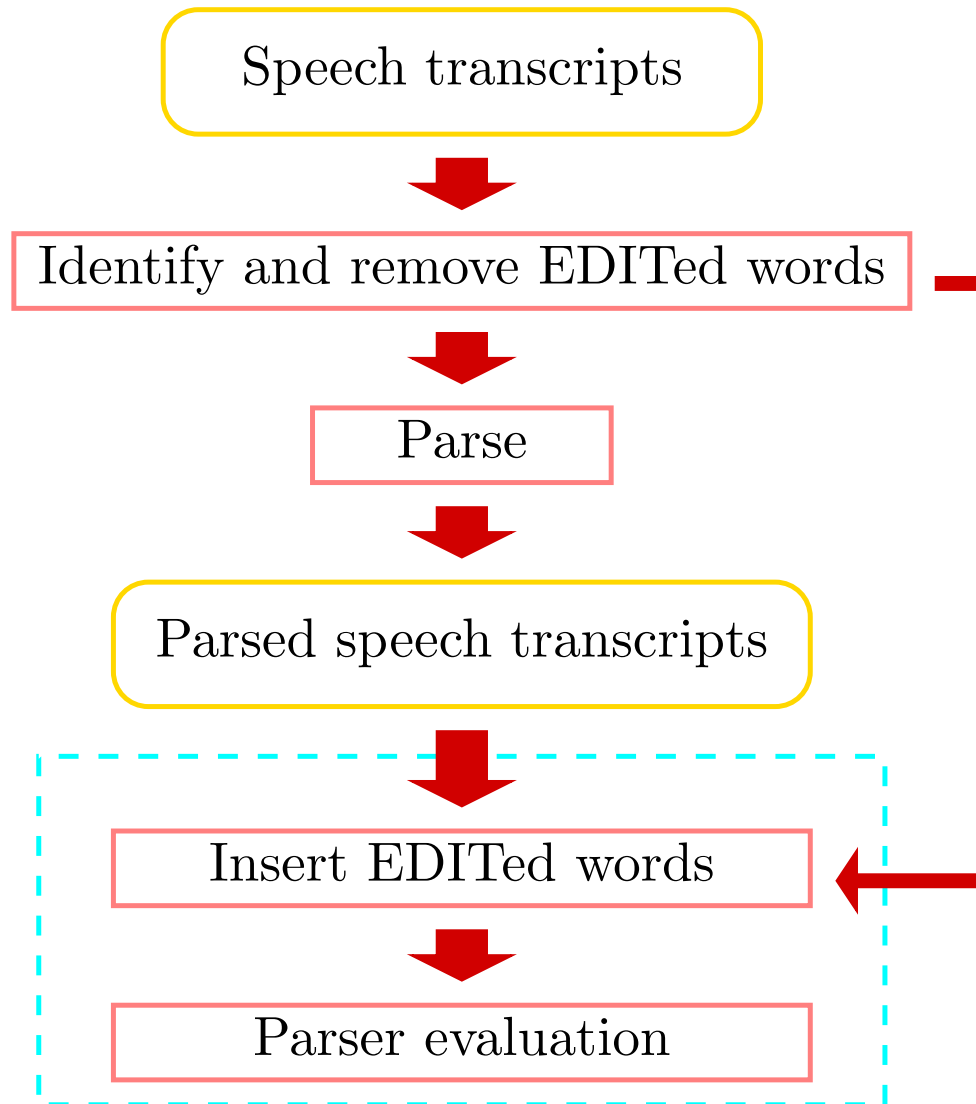 Speech transcripts
Identify and remove EDITed words
Parse
Parsed speech transcripts
Insert EDITed words
Parser evaluation